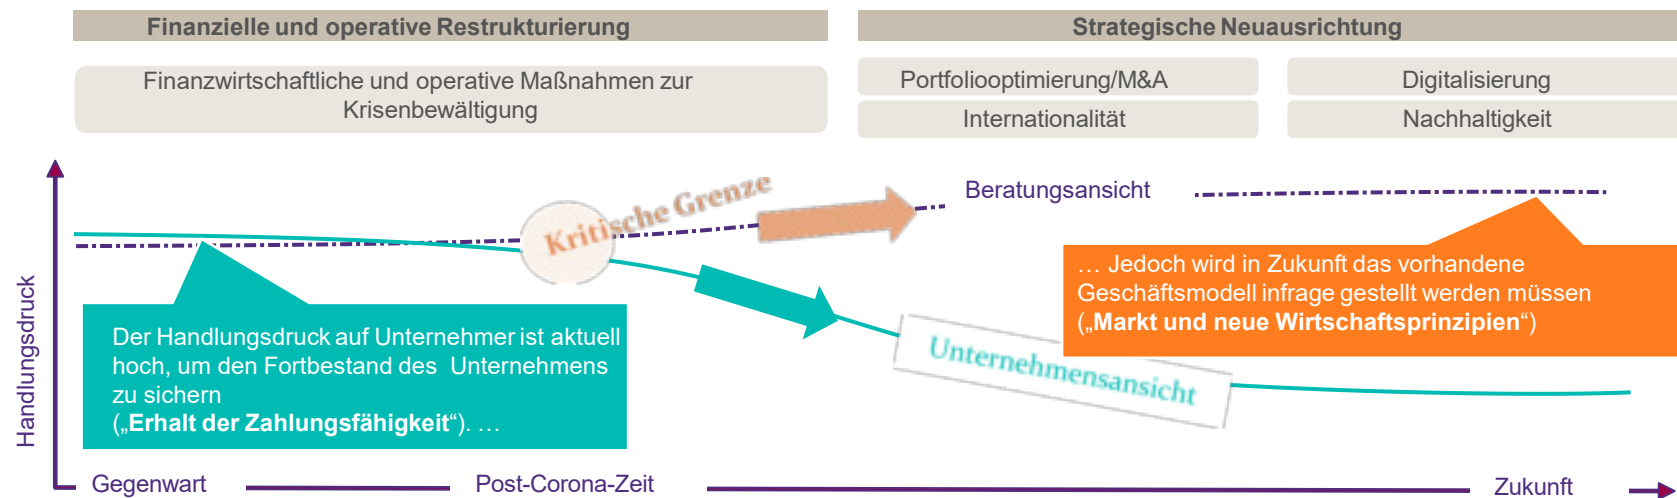 Finanzielle und operative Restrukturierung
Strategische Neuausrichtung
Finanzwirtschaftliche und operative Maßnahmen zur
Krisenbewältigung
Portfoliooptimierung/M&A
Digitalisierung
Internationalität
Nachhaltigkeit
Handlungsdruck
Kritische Grenze
Beratungsansicht
Der Handlungsdruck auf Unternehmer ist aktuell
hoch, um den Fortbestand des Unternehmens
zu sichern
(„Erhalt der Zahlungsfähigkeit“). …
… Jedoch wird in Zukunft das vorhandene
Geschäftsmodell infrage gestellt werden müssen
(„Markt und neue Wirtschaftsprinzipien“)
Unternehmensansicht
Gegenwart
Post-Corona-Zeit
Zukunft